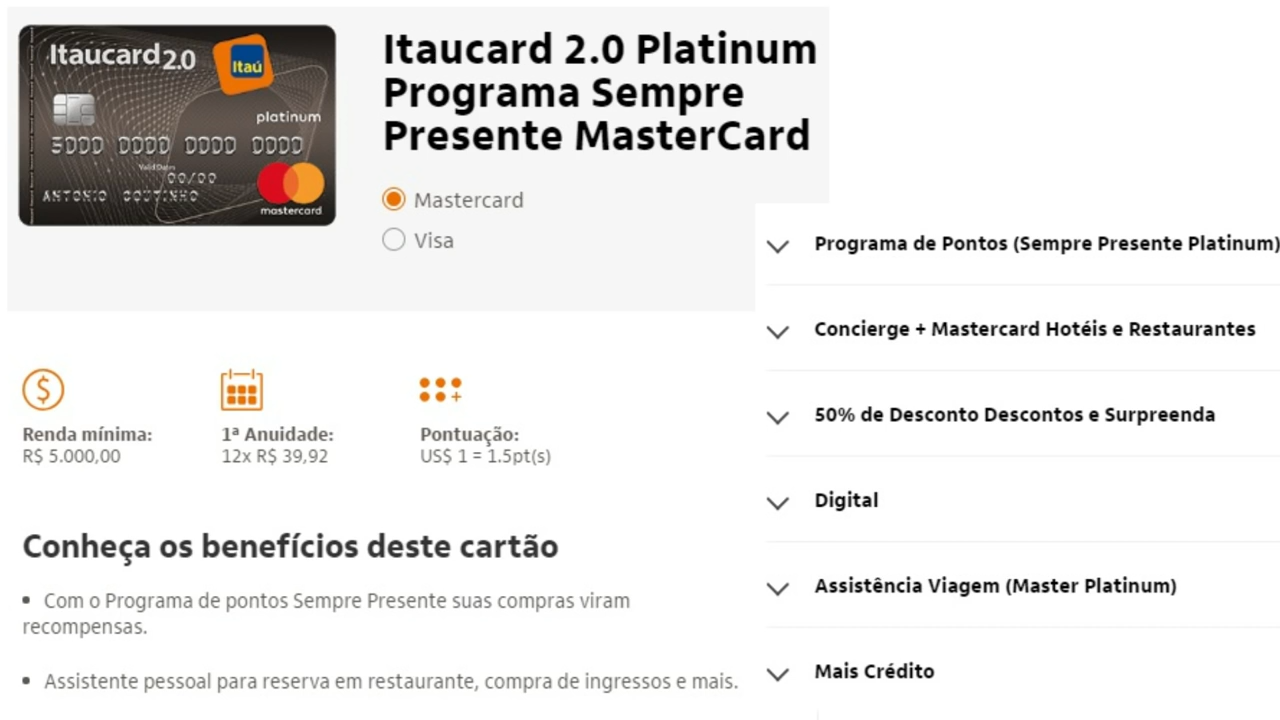 Itaucard 2.0
Itaú
platinum
5000 0000 0000 0000
Valid Dates
00/00
ANTONIO COUTINHO
mastercard
Itaucard 2.0 Platinum
Programa Sempre
Presente MasterCard
Mastercard
Visa
Renda mínima:
R$ 5.000,00
1ª Anuidade:
12x R$ 39,92
Pontuação:
US$ 1 = 1.5pt(s)
Conheça os benefícios deste cartão
• Com o Programa de pontos Sempre Presente suas compras viram
recompensas.
• Assistente pessoal para reserva em restaurante, compra de ingressos e mais.
Programa de Pontos (Sempre Presente Platinum)
Concierge + Mastercard Hotéis e Restaurantes
50% de Desconto Descontos e Surpreenda
Digital
Assistência Viagem (Master Platinum)
Mais Crédito